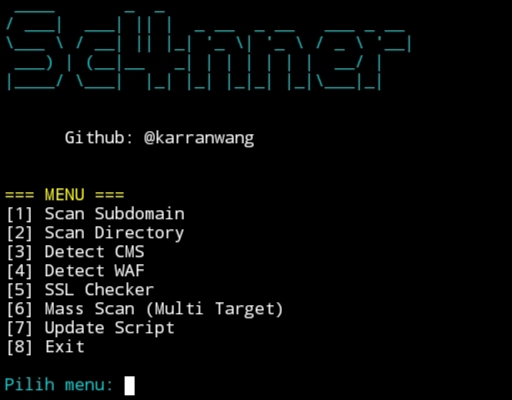 Sc4nner
Github: @karranwang
=== MENU ===
[1] Scan Subdomain
[2] Scan Directory
[3] Detect CMS
[4] Detect WAF
[5] SSL Checker
[6] Mass Scan (Multi Target)
[7] Update Script
[8] Exit
Pilih menu: